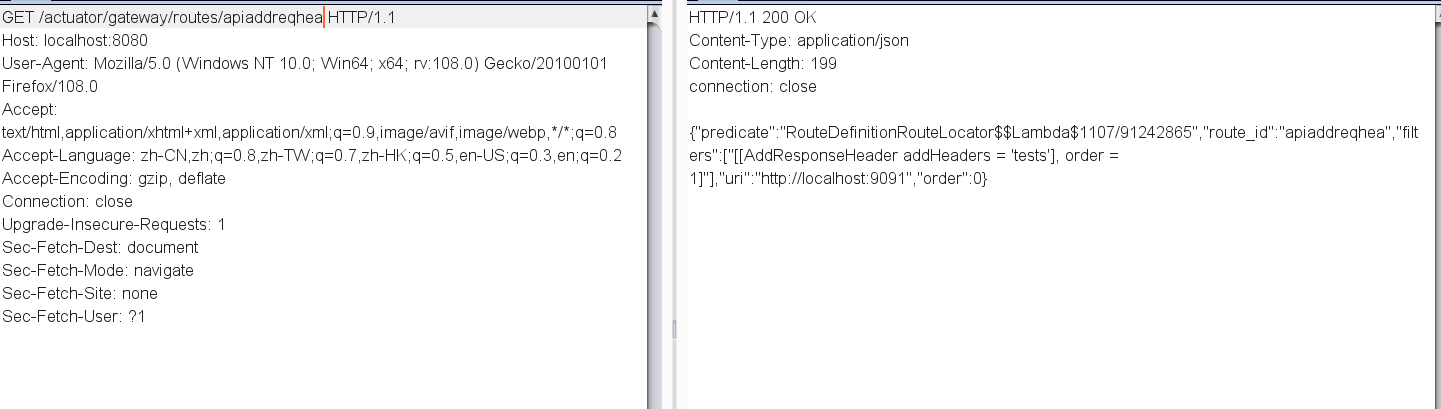 GET /actuator/gateway/routes/apiaddreqhea HTTP/1.1
Host: localhost:8080
User-Agent: Mozilla/5.0 (Windows NT 10.0; Win64; x64; rv:108.0) Gecko/20100101
Firefox/108.0
Accept:
text/html,application/xhtml+xml,application/xml;q=0.9,image/avif,image/webp,*/*;q=0.8
Accept-Language: zh-CN,zh;q=0.8,zh-TW;q=0.7,zh-HK;q=0.5,en-US;q=0.3,en;q=0.2
Accept-Encoding: gzip, deflate
Connection: close
Upgrade-Insecure-Requests: 1
Sec-Fetch-Dest: document
Sec-Fetch-Mode: navigate
Sec-Fetch-Site: none
Sec-Fetch-User: ?1
HTTP/1.1 200 OK
Content-Type: application/json
Content-Length: 199
connection: close
{"predicate":"RouteDefinitionRouteLocator$$Lambda$1107/91242865","route_id":"apiaddreqhea","filt
ers":["[[AddResponseHeader addHeaders = 'tests'], order =
1]"],"uri":"http://localhost:9091","order":0}